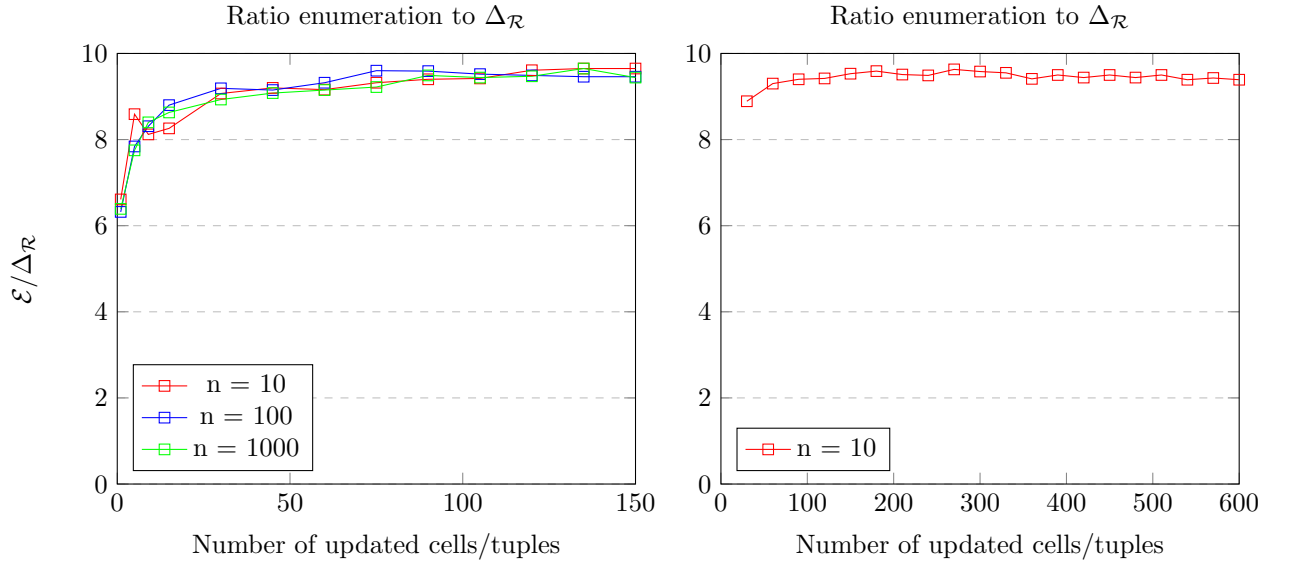 Ratio enumeration to Δ_ℛ
10
8
6
4
2
0
ℰ/Δ_ℛ
n = 10
n = 100
n = 1000
0 50 100 150
Number of updated cells/tuples
Ratio enumeration to Δ_ℛ
10
8
6
4
2
0
n = 10
0 100 200 300 400 500 600
Number of updated cells/tuples